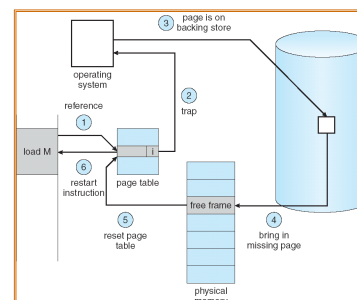 3
page is on
backing store
operating
system
2
trap
reference
1
load M
i
6
restart
instruction
page table
free frame
5
reset page
table
4
bring in
missing page
physical
memory